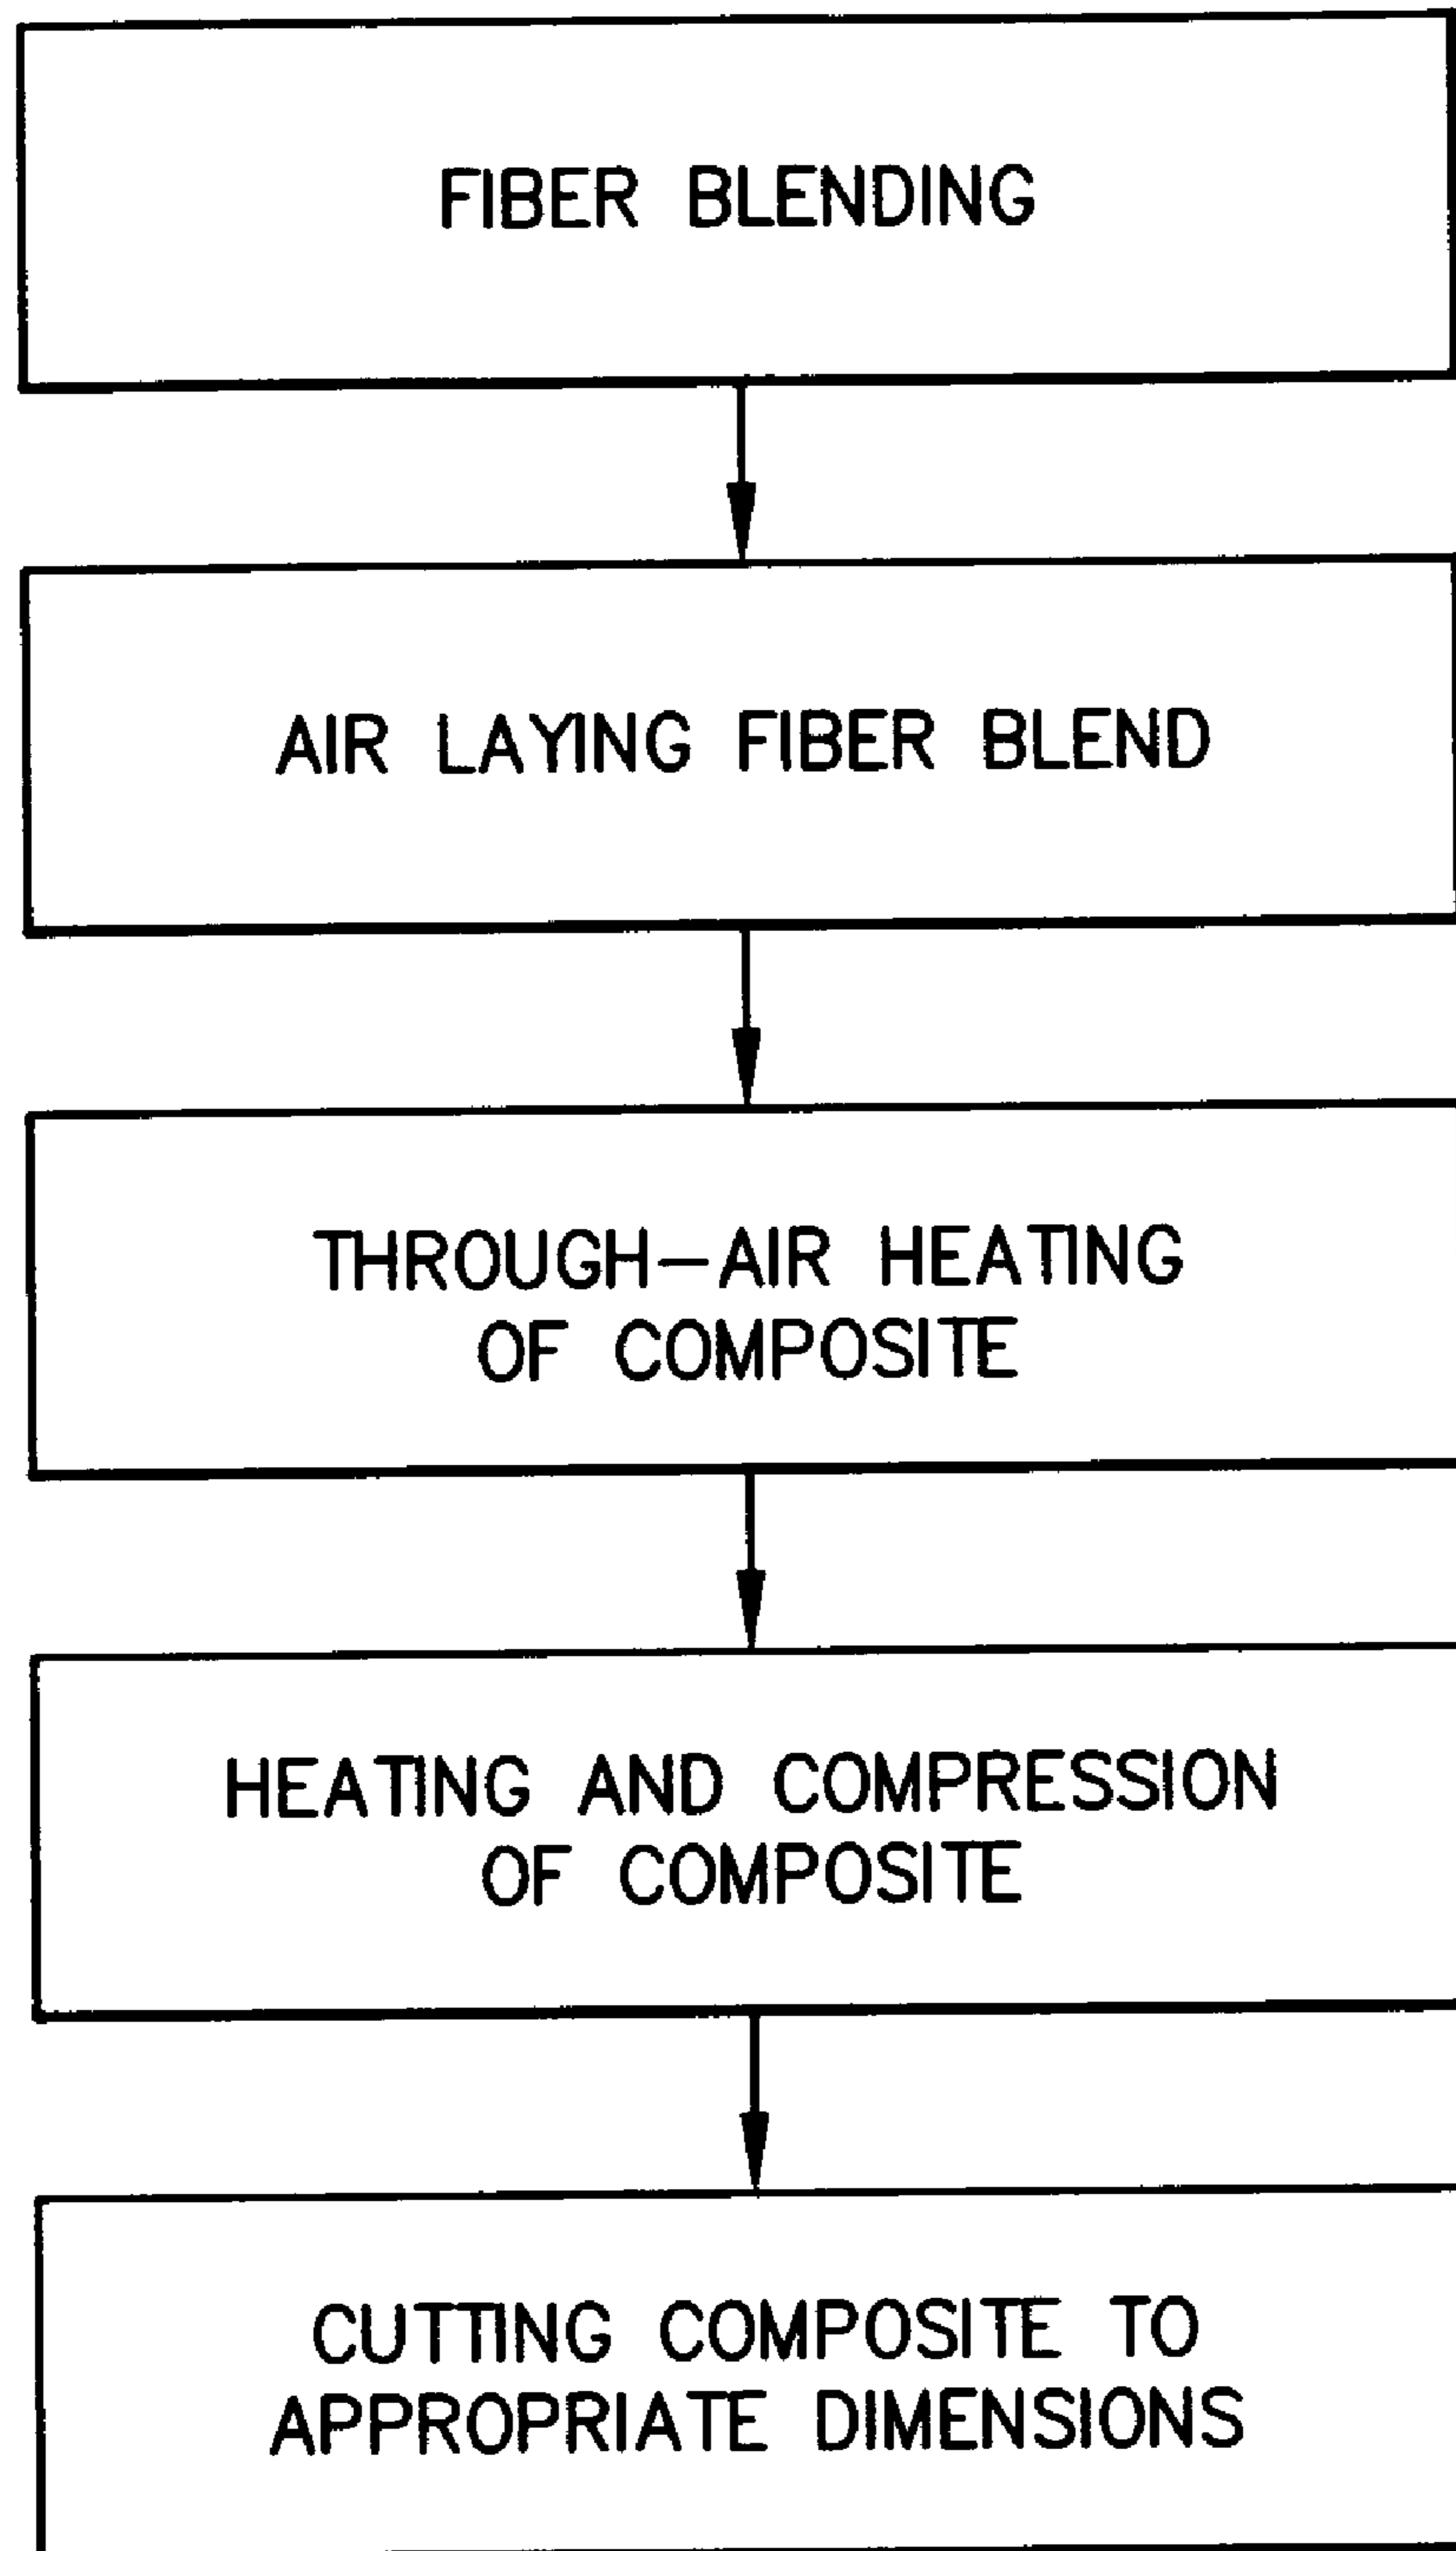 FIBER BLENDING
AIR LAYING FIBER BLEND
THROUGH-AIR HEATING
OF COMPOSITE
HEATING AND COMPRESSION
OF COMPOSITE
CUTTING COMPOSITE TO
APPROPRIATE DIMENSIONS